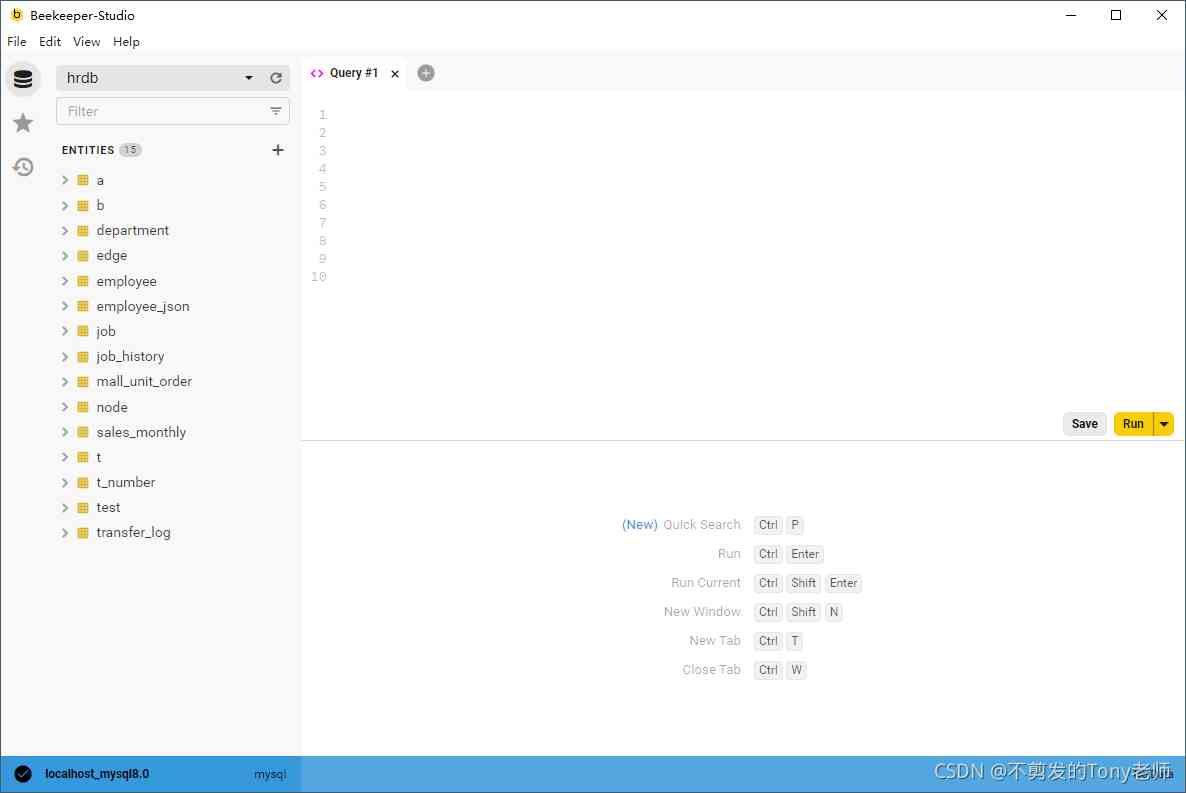 Beekeeper-Studio
File Edit View Help
hrdb
Filter
ENTITIES 15
a
b
department
edge
employee
employee_json
job
job_history
mall_unit_order
node
sales_monthly
t
t_number
test
transfer_log
Query #1
1
2
3
4
5
6
7
8
9
10
Save Run
(New) Quick Search Ctrl P
Run Ctrl Enter
Run Current Ctrl Shift Enter
New Window Ctrl Shift N
New Tab Ctrl T
Close Tab Ctrl W
localhost_mysql8.0 mysql
CSDN @不剪发的Tony老师